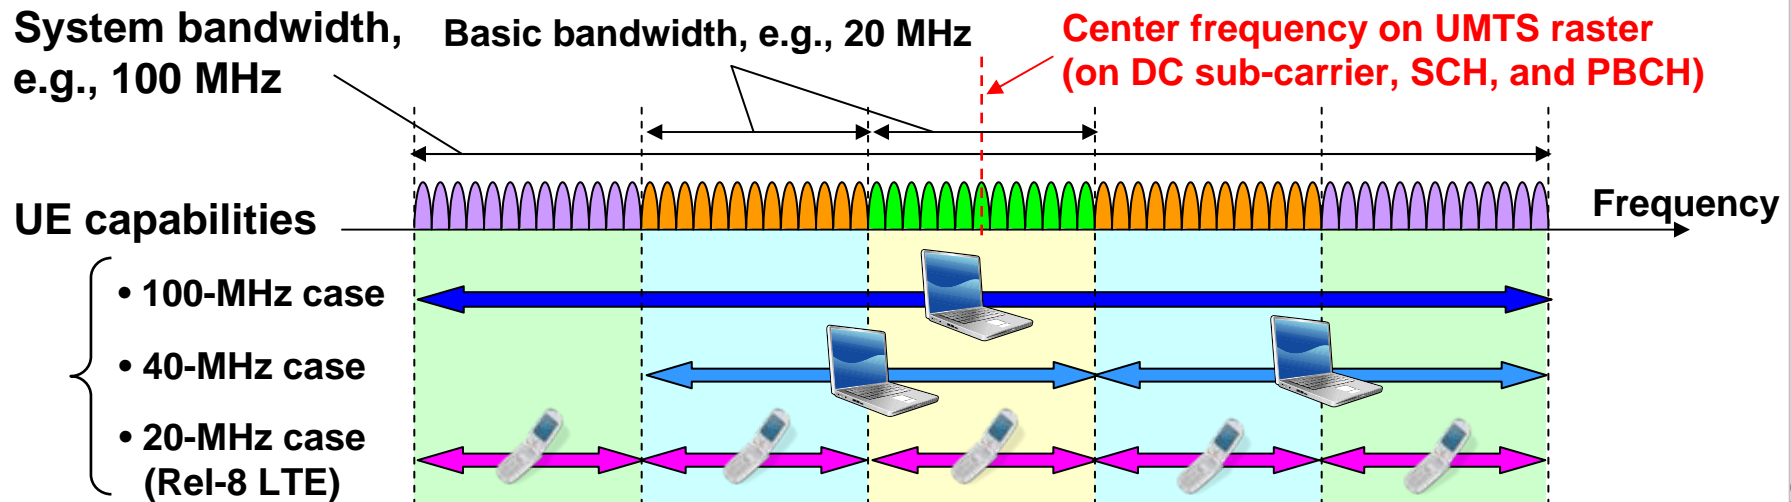 System bandwidth,
e.g., 100 MHz
Basic bandwidth, e.g., 20 MHz
Center frequency on UMTS raster
(on DC sub-carrier, SCH, and PBCH)
UE capabilities
Frequency
• 100-MHz case
• 40-MHz case
• 20-MHz case
(Rel-8 LTE)